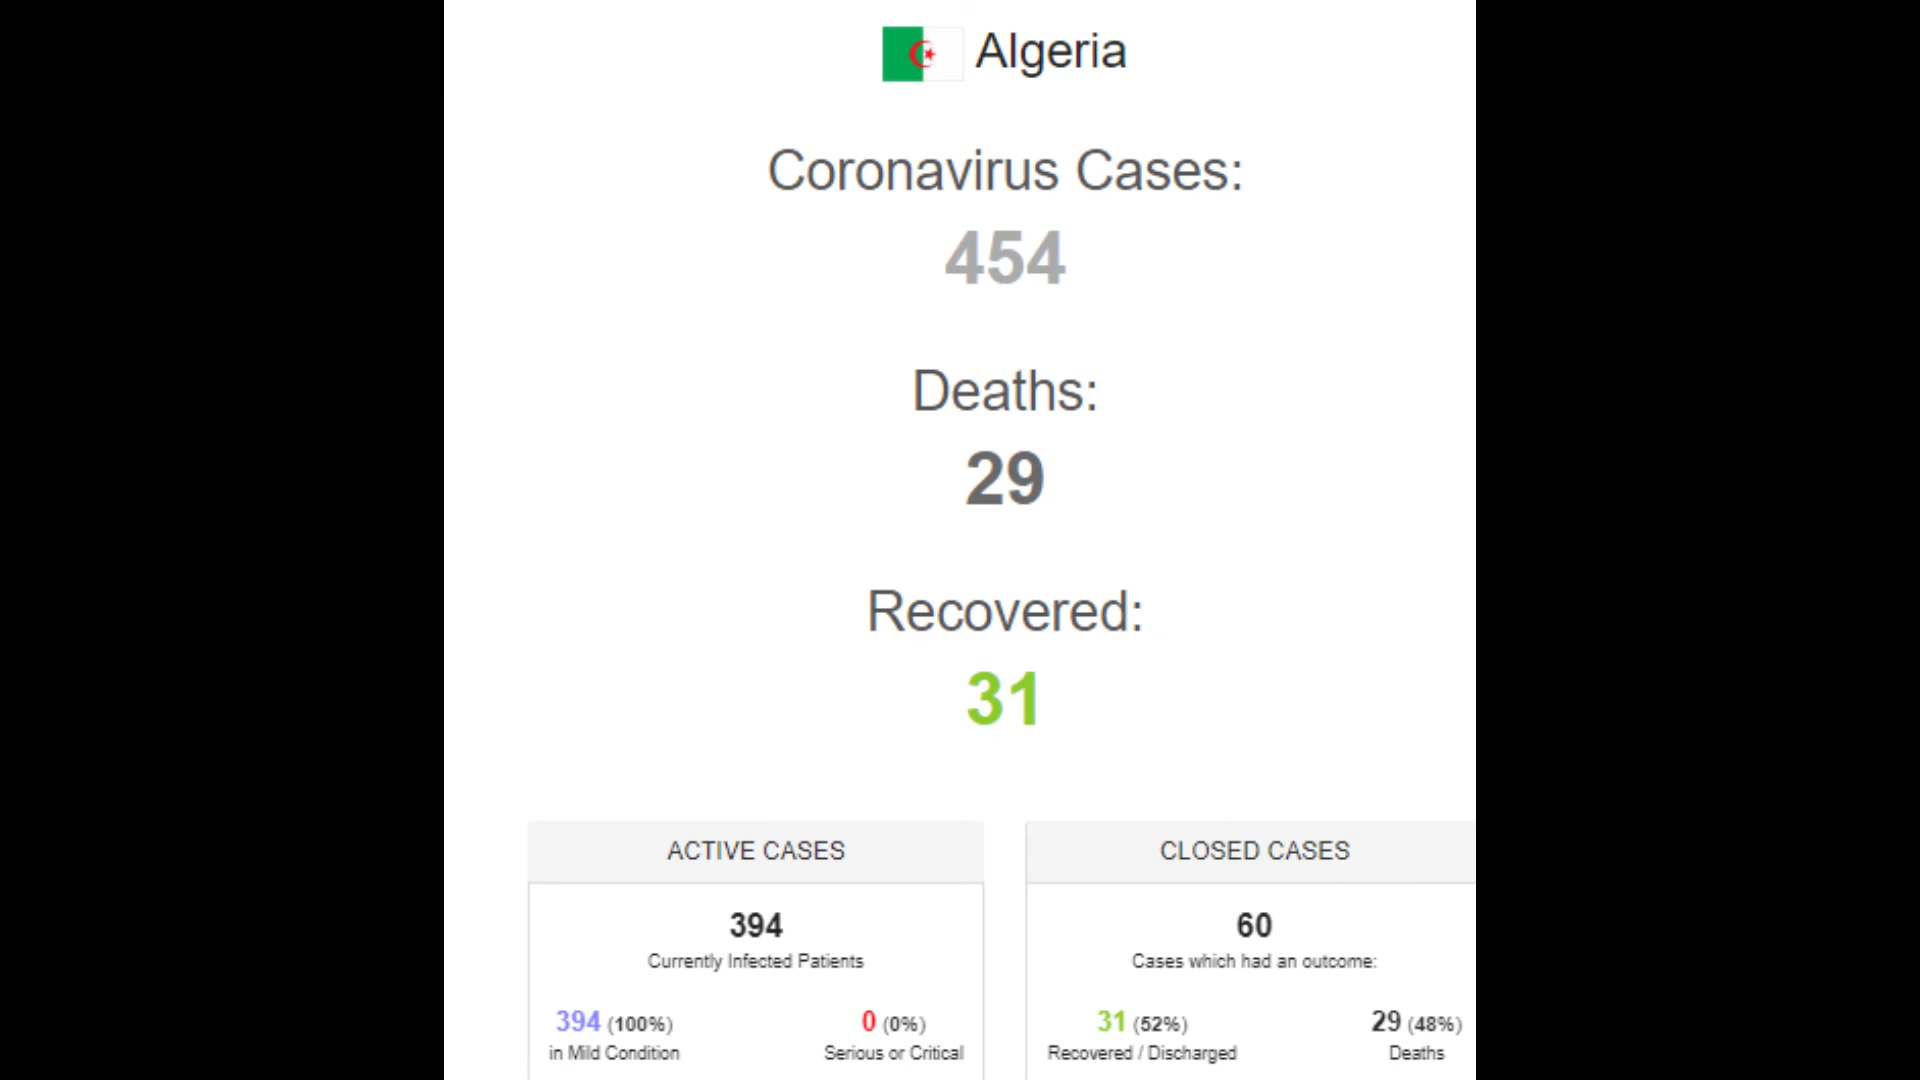 Algeria
Coronavirus Cases:
454
Deaths:
29
Recovered:
31
ACTIVE CASES
394
Currently Infected Patients
394 (100%)
in Mild Condition
0 (0%)
Serious or Critical
CLOSED CASES
60
Cases which had an outcome:
31 (52%)
Recovered / Discharged
29 (48%)
Deaths